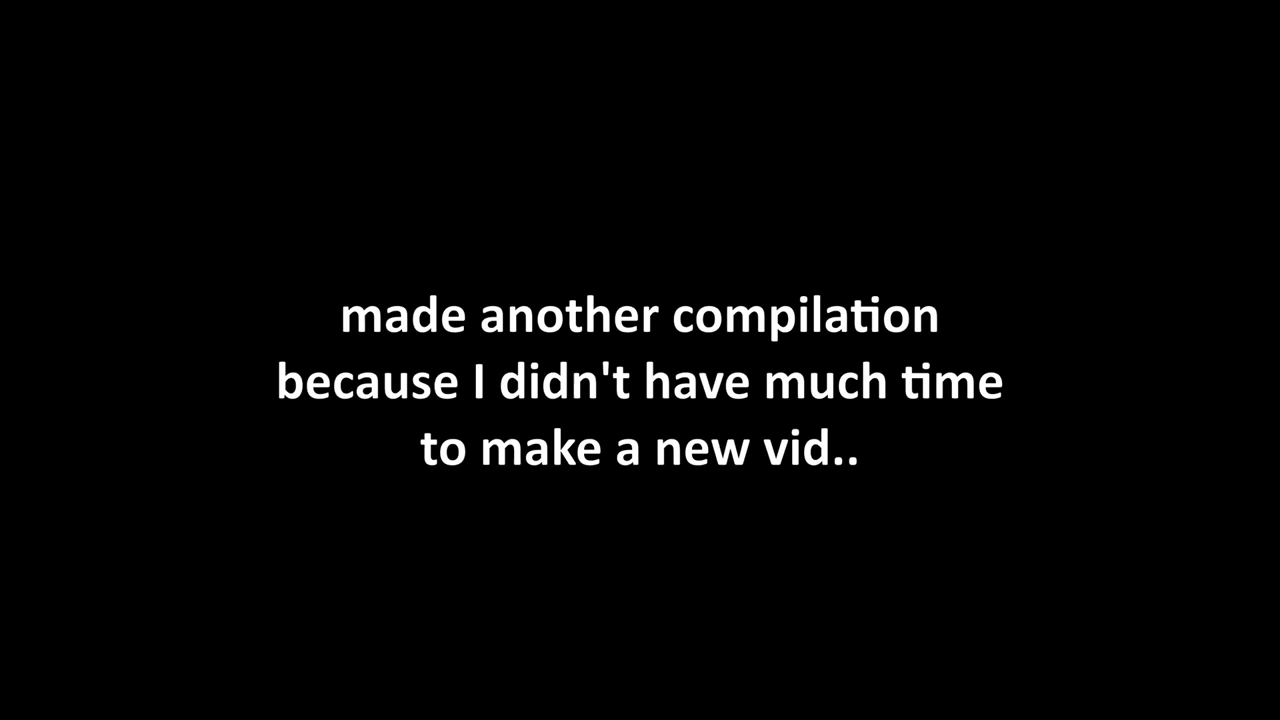 made another compilation
because I didn't have much time
to make a new vid..